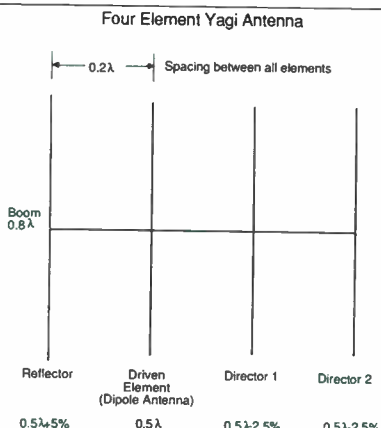 Four Element Yagi Antenna
0.2λ
Spacing between all elements
Boom
0.8λ
Reflector
Driven
Element
(Dipole Antenna)
Director 1
Director 2
0.5λ+5%
0.5λ
0.5λ-2.5%
0.5λ-2.5%